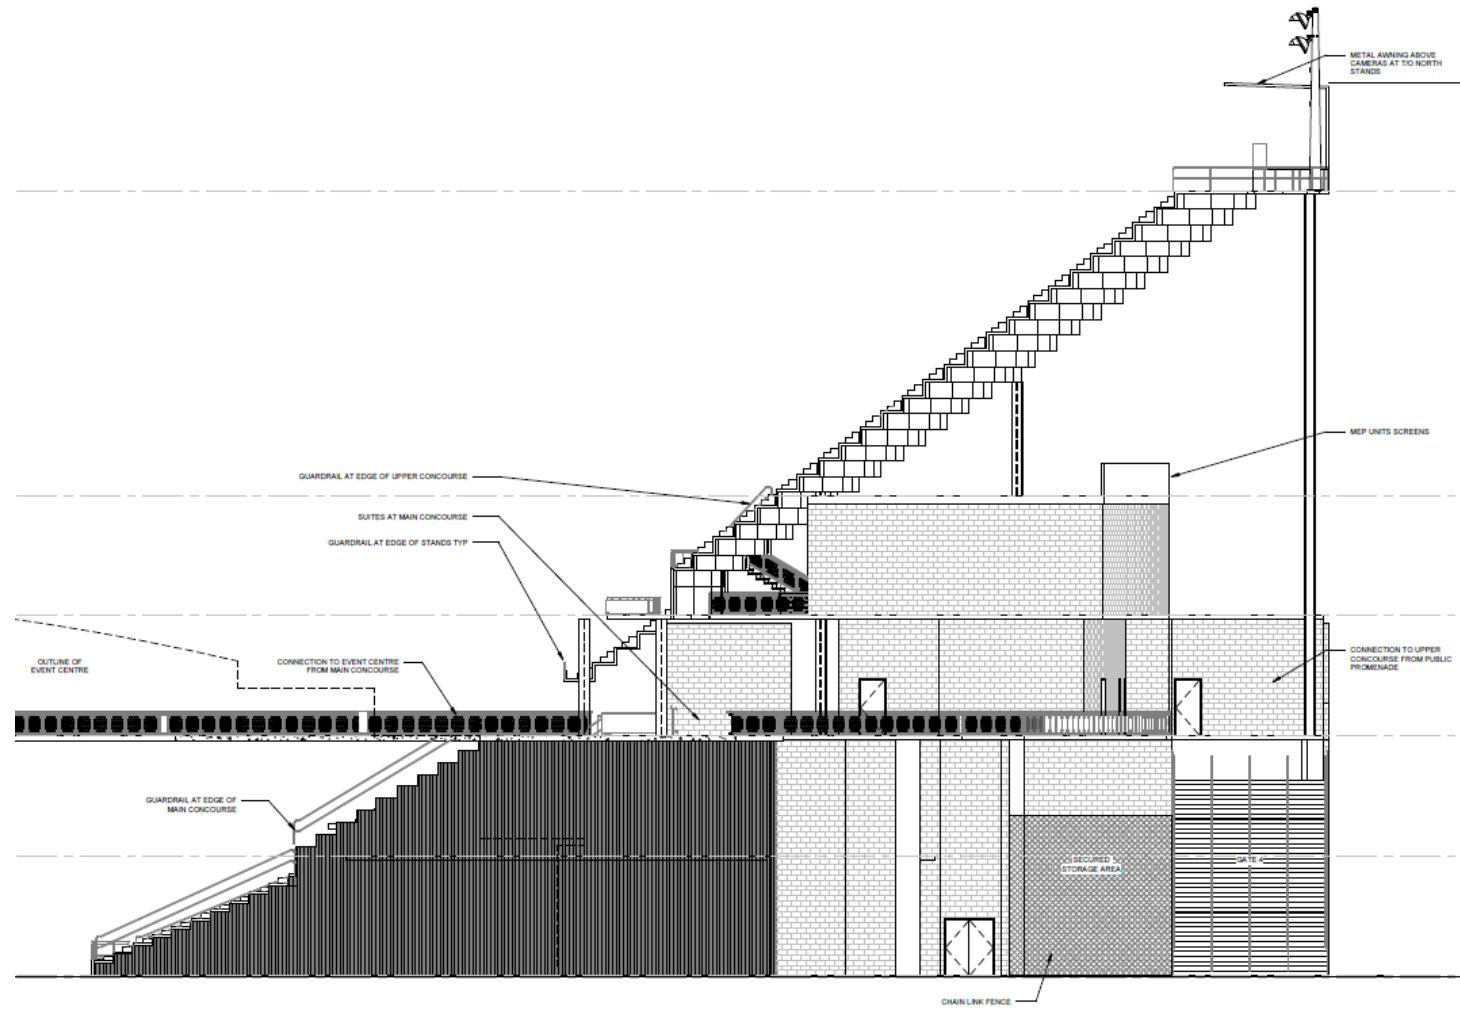 METAL AWNING ABOVE
CAMERAS AT T/O NORTH
STANDS
MEP UNITS SCREENS
GUARDRAIL AT EDGE OF UPPER CONCOURSE
SUITES AT MAIN CONCOURSE
GUARDRAIL AT EDGE OF STANDS TYP
OUTLINE OF
EVENT CENTRE
CONNECTION TO EVENT CENTRE
FROM MAIN CONCOURSE
CONNECTION TO UPPER
CONCOURSE FROM PUBLIC
PROMENADE
GUARDRAIL AT EDGE OF
MAIN CONCOURSE
SECURED
STORAGE AREA
GATE 4
CHAIN LINK FENCE